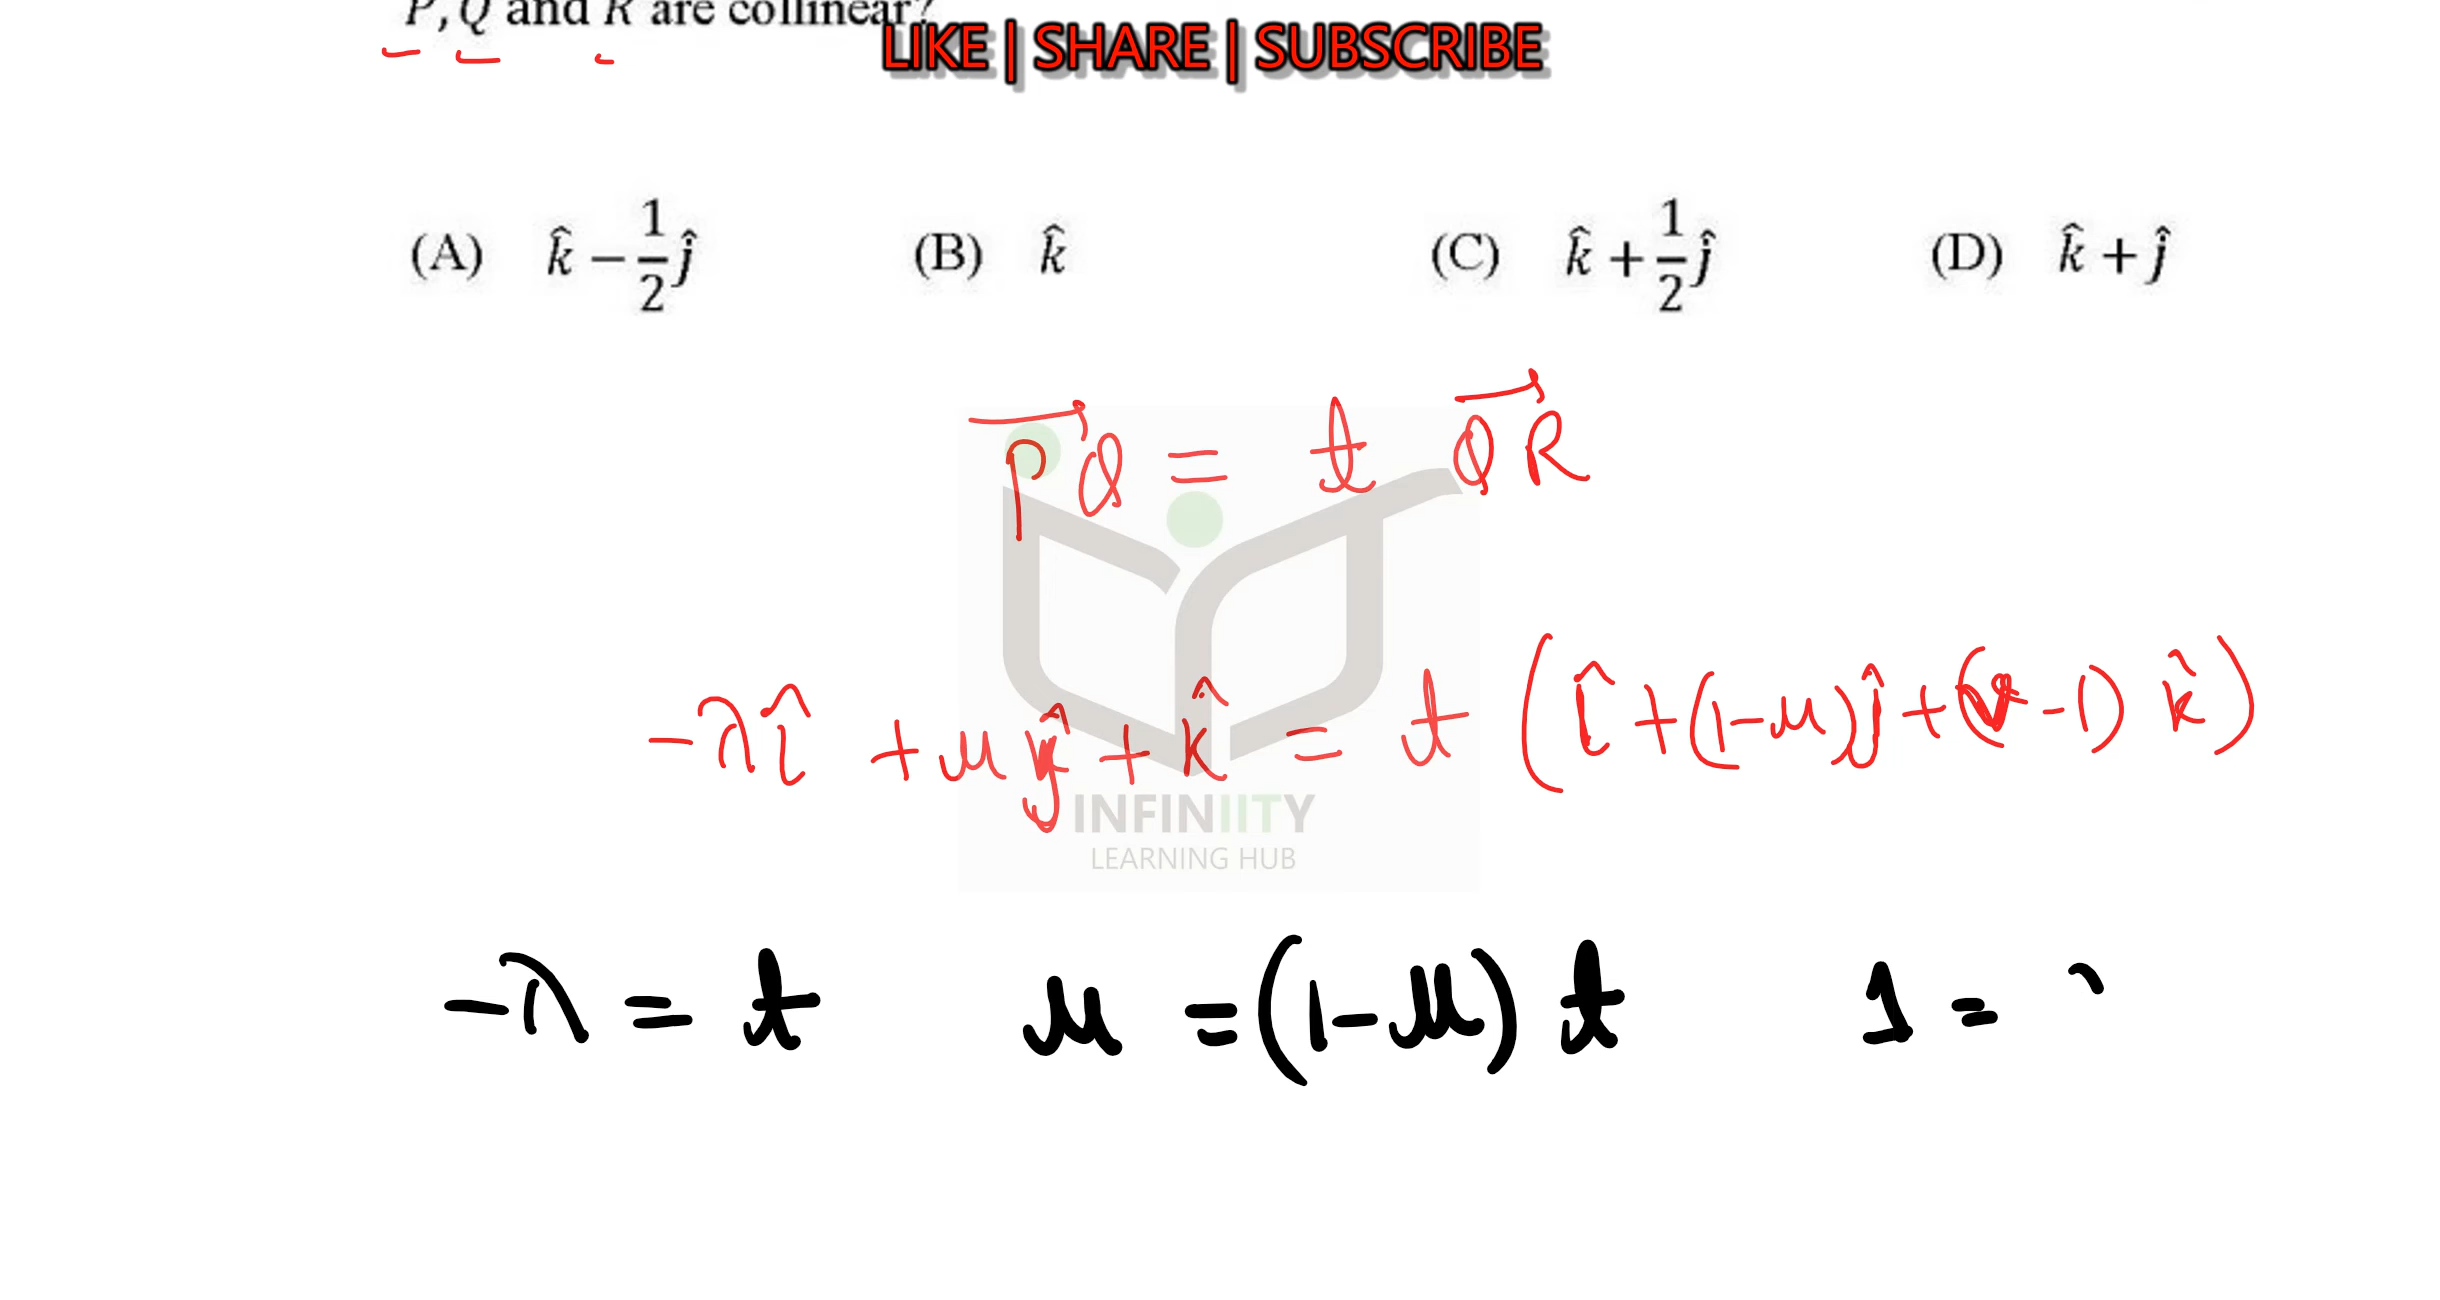 P, Q and R are collinear?
LIKE | SHARE | SUBSCRIBE
(A) k̂ − 1/2 ĵ (B) k̂ (C) k̂ + 1/2 ĵ (D) k̂ + ĵ
PQ⃗ = t QR⃗
−λî + μĵ + k̂ = t (î + (1−μ)ĵ + (γ−1) k̂)
INFINIITY
LEARNING HUB
−λ = t μ = (1−μ) t 1 =